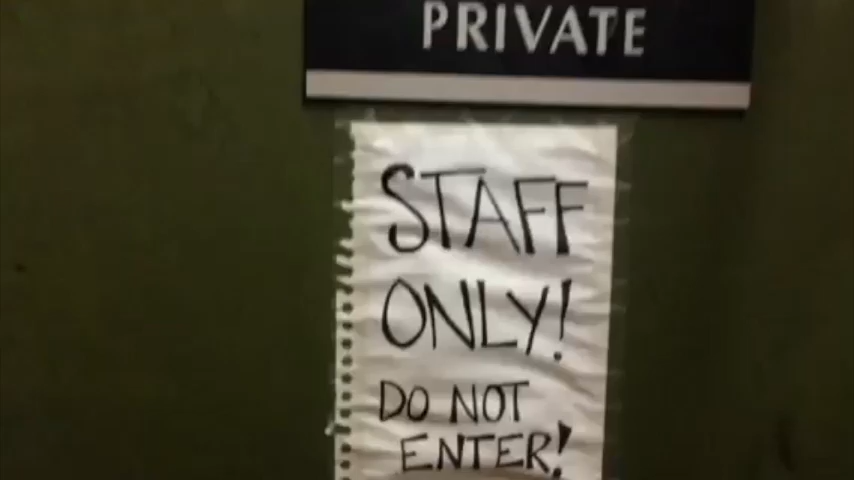 PRIVATE
STAFF
ONLY!
DO NOT
ENTER!